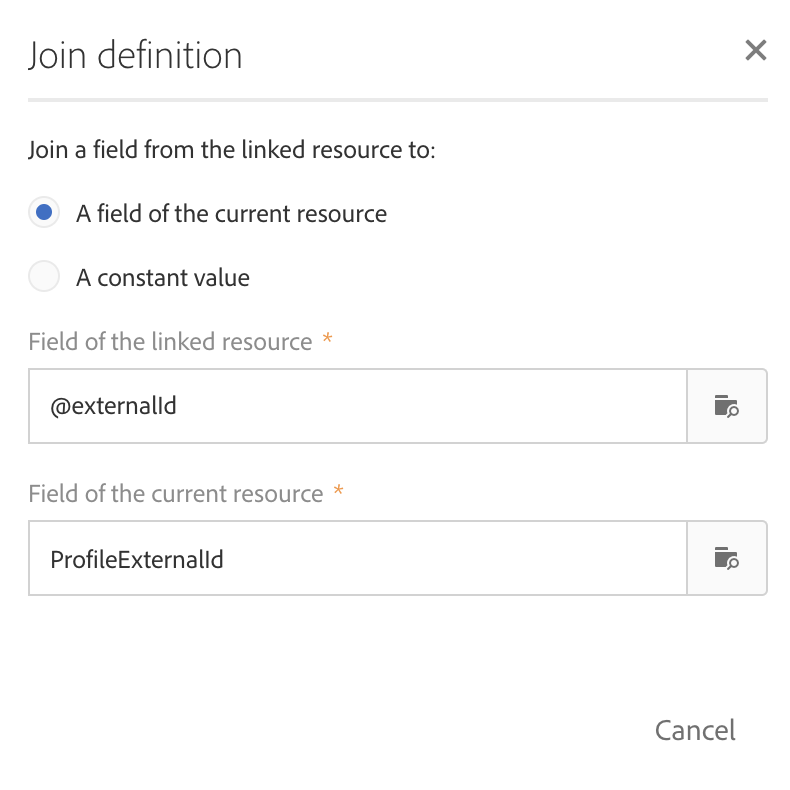 Join definition
Join a field from the linked resource to:
A field of the current resource
A constant value
Field of the linked resource *
@externalId
Field of the current resource *
ProfileExternalId
Cancel